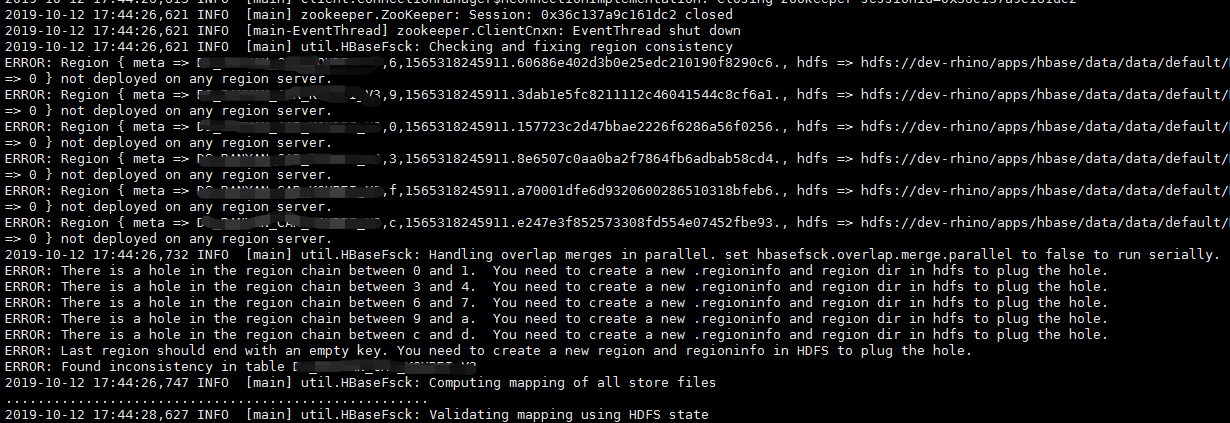 2019-10-12 17:44:26,615 INFO  [main] client.ConnectionManager$HConnectionImplementation: Closing zookeeper sessionid=0x36c137a9c161dc2
2019-10-12 17:44:26,621 INFO  [main] zookeeper.ZooKeeper: Session: 0x36c137a9c161dc2 closed
2019-10-12 17:44:26,621 INFO  [main-EventThread] zookeeper.ClientCnxn: EventThread shut down
2019-10-12 17:44:26,621 INFO  [main] util.HBaseFsck: Checking and fixing region consistency
ERROR: Region { meta => ,6,1565318245911.60686e402d3b0e25edc210190f8290c6., hdfs => hdfs://dev-rhino/apps/hbase/data/data/default/
=> 0 } not deployed on any region server.
ERROR: Region { meta => _V3,9,1565318245911.3dab1e5fc8211112c46041544c8cf6a1., hdfs => hdfs://dev-rhino/apps/hbase/data/data/default/
=> 0 } not deployed on any region server.
ERROR: Region { meta => ,0,1565318245911.157723c2d47bbae2226f6286a56f0256., hdfs => hdfs://dev-rhino/apps/hbase/data/data/default/
=> 0 } not deployed on any region server.
ERROR: Region { meta => ,3,1565318245911.8e6507c0aa0ba2f7864fb6adbab58cd4., hdfs => hdfs://dev-rhino/apps/hbase/data/data/default/
=> 0 } not deployed on any region server.
ERROR: Region { meta => ,f,1565318245911.a70001dfe6d9320600286510318bfeb6., hdfs => hdfs://dev-rhino/apps/hbase/data/data/default/
=> 0 } not deployed on any region server.
ERROR: Region { meta => ,c,1565318245911.e247e3f852573308fd554e07452fbe93., hdfs => hdfs://dev-rhino/apps/hbase/data/data/default/
=> 0 } not deployed on any region server.
2019-10-12 17:44:26,732 INFO  [main] util.HBaseFsck: Handling overlap merges in parallel. set hbasefsck.overlap.merge.parallel to false to run serially.
ERROR: There is a hole in the region chain between 0 and 1.  You need to create a new .regioninfo and region dir in hdfs to plug the hole.
ERROR: There is a hole in the region chain between 3 and 4.  You need to create a new .regioninfo and region dir in hdfs to plug the hole.
ERROR: There is a hole in the region chain between 6 and 7.  You need to create a new .regioninfo and region dir in hdfs to plug the hole.
ERROR: There is a hole in the region chain between 9 and a.  You need to create a new .regioninfo and region dir in hdfs to plug the hole.
ERROR: There is a hole in the region chain between c and d.  You need to create a new .regioninfo and region dir in hdfs to plug the hole.
ERROR: Last region should end with an empty key. You need to create a new region and regioninfo in HDFS to plug the hole.
ERROR: Found inconsistency in table
2019-10-12 17:44:26,747 INFO  [main] util.HBaseFsck: Computing mapping of all store files
.....................................................
2019-10-12 17:44:28,627 INFO  [main] util.HBaseFsck: Validating mapping using HDFS state